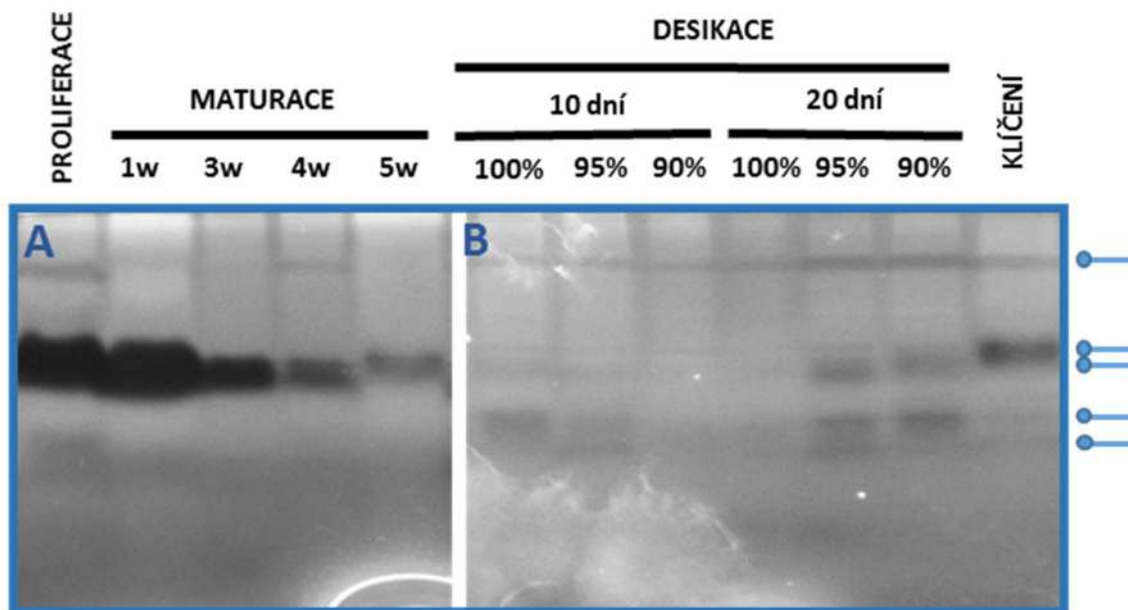 DESIKACE
PROLIFERACE
MATURACE
10 dní
20 dní
KLÍČENÍ
1w 3w 4w 5w 100% 95% 90% 100% 95% 90%
A B